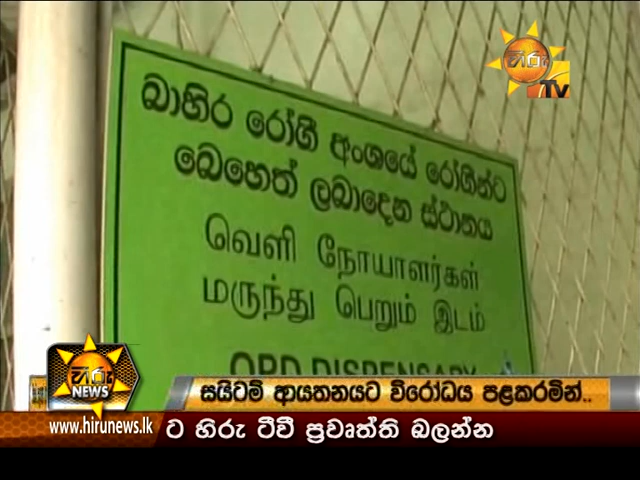 හිරු
TV
බාහිර රෝගී අංශයේ රෝගීන්ට
බෙහෙත් ලබාදෙන ස්ථානය
வெளி நோயாளர்கள்
மருந்து பெறும் இடம்
OPD DISPENSARY
හිරු
NEWS
සයිටම් ආයතනයට විරෝධය පළකරමින්..
www.hirunews.lk ට හිරු ටීවී ප්‍රවෘත්ති බලන්න